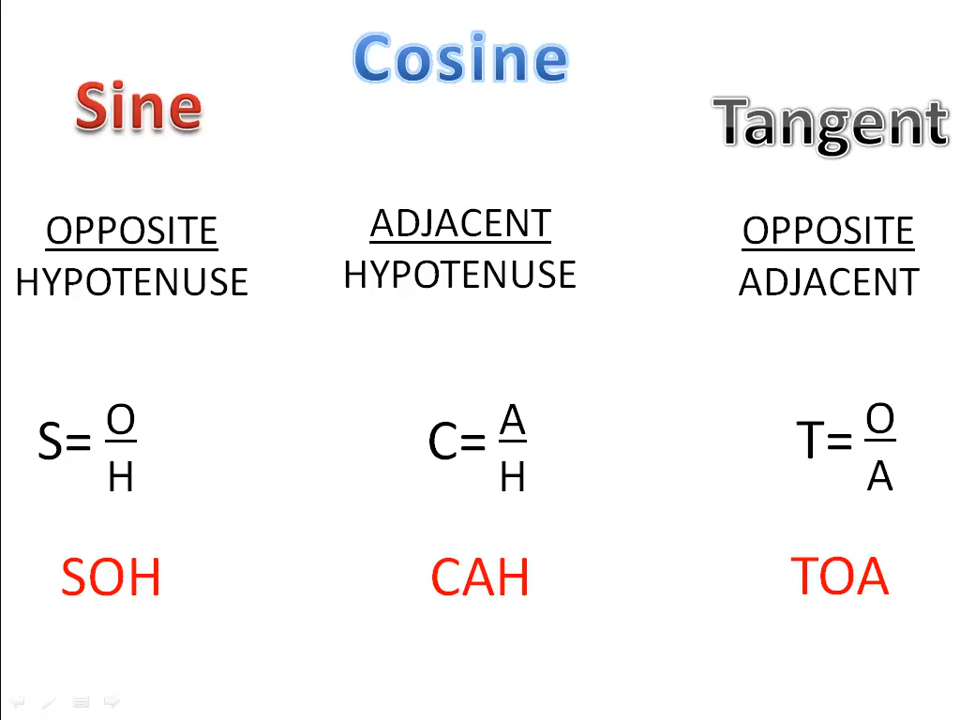 Sine
Cosine
Tangent
OPPOSITE
HYPOTENUSE
ADJACENT
HYPOTENUSE
OPPOSITE
ADJACENT
S= O/H
C= A/H
T= O/A
SOH
CAH
TOA